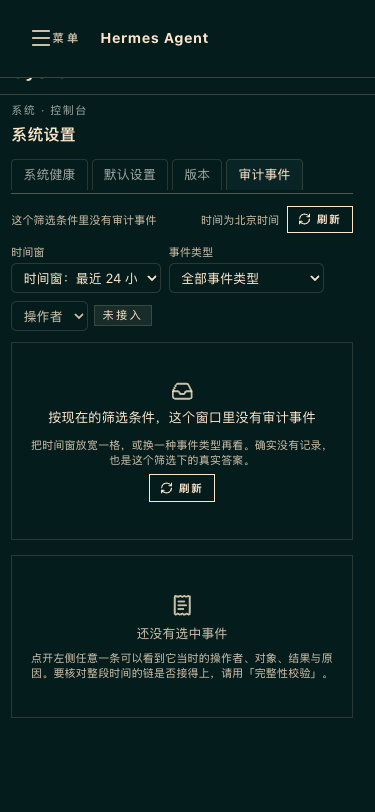 菜单
Hermes Agent
系统 · 控制台
系统设置
系统健康
默认设置
版本
审计事件
这个筛选条件里没有审计事件
时间为北京时间
刷新
时间窗
事件类型
时间窗：最近 24 小
全部事件类型
操作者
未接入
按现在的筛选条件，这个窗口里没有审计事件
把时间窗放宽一格，或换一种事件类型再看。确实没有记录，
也是这个筛选下的真实答案。
刷新
还没有选中事件
点开左侧任意一条可以看到它当时的操作者、对象、结果与原
因。要核对整段时间的链是否接得上，请用「完整性校验」。